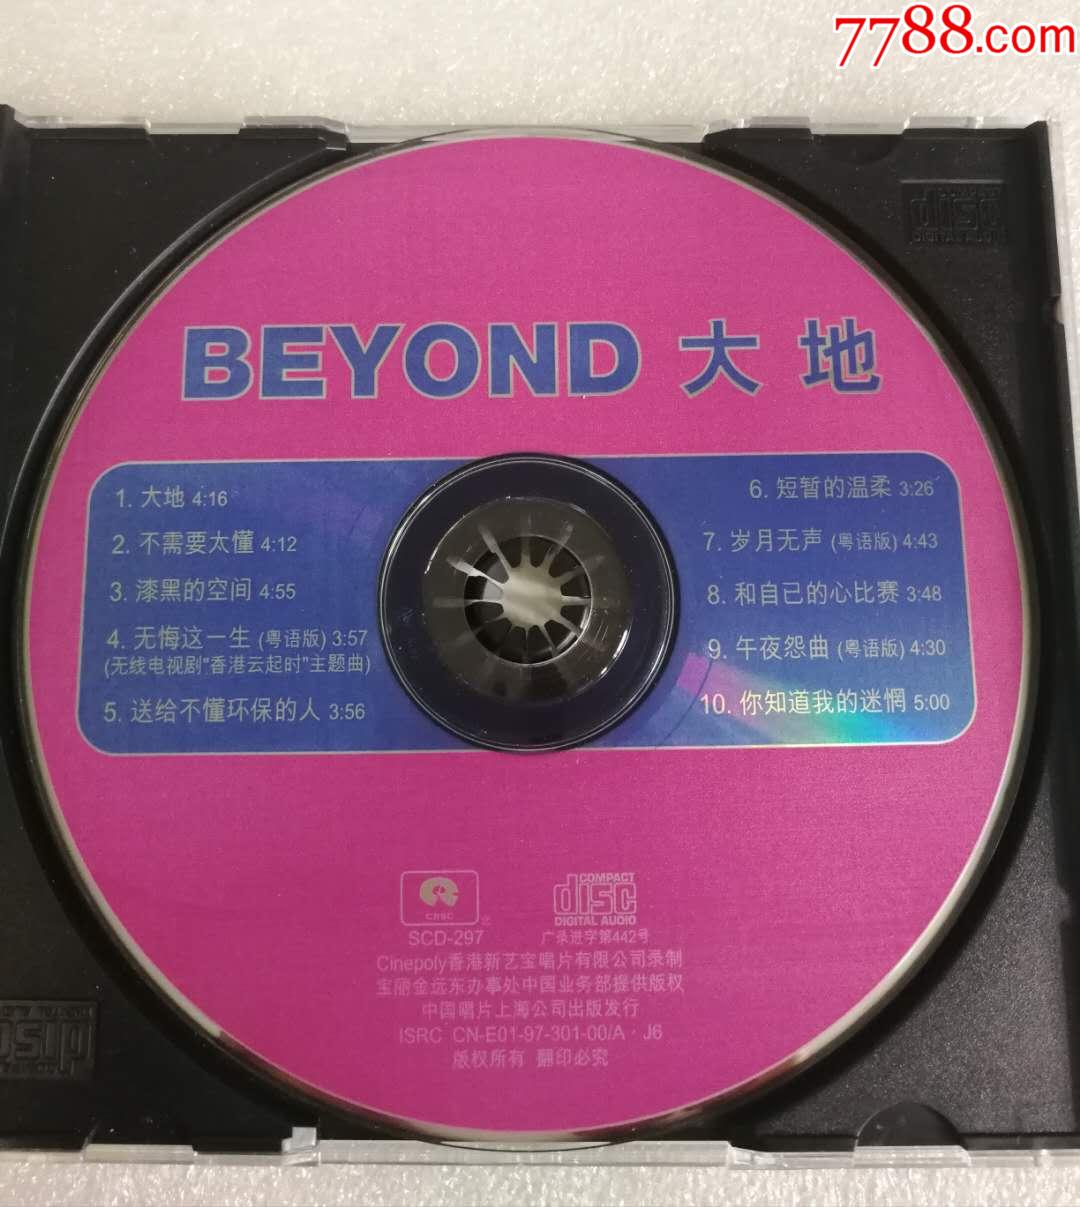 7788.com
BEYOND 大地
1. 大地 4:16
2. 不需要太懂 4:12
3. 漆黑的空间 4:55
4. 无悔这一生 (粤语版) 3:57
(无线电视剧"香港云起时"主题曲)
5. 送给不懂环保的人 3:56
6. 短暂的温柔 3:26
7. 岁月无声 (粤语版) 4:43
8. 和自己的心比赛 3:48
9. 午夜怨曲 (粤语版) 4:30
10. 你知道我的迷惘 5:00
CRSC
SCD-297
COMPACT
disc
DIGITAL AUDIO
广录进字第442号
Cinepoly香港新艺宝唱片有限公司录制
宝丽金远东办事处中国业务部提供版权
中国唱片上海公司出版发行
ISRC CN-E01-97-301-00/A·J6
版权所有 翻印必究
COMPACT
disc
DIGITAL AUDIO